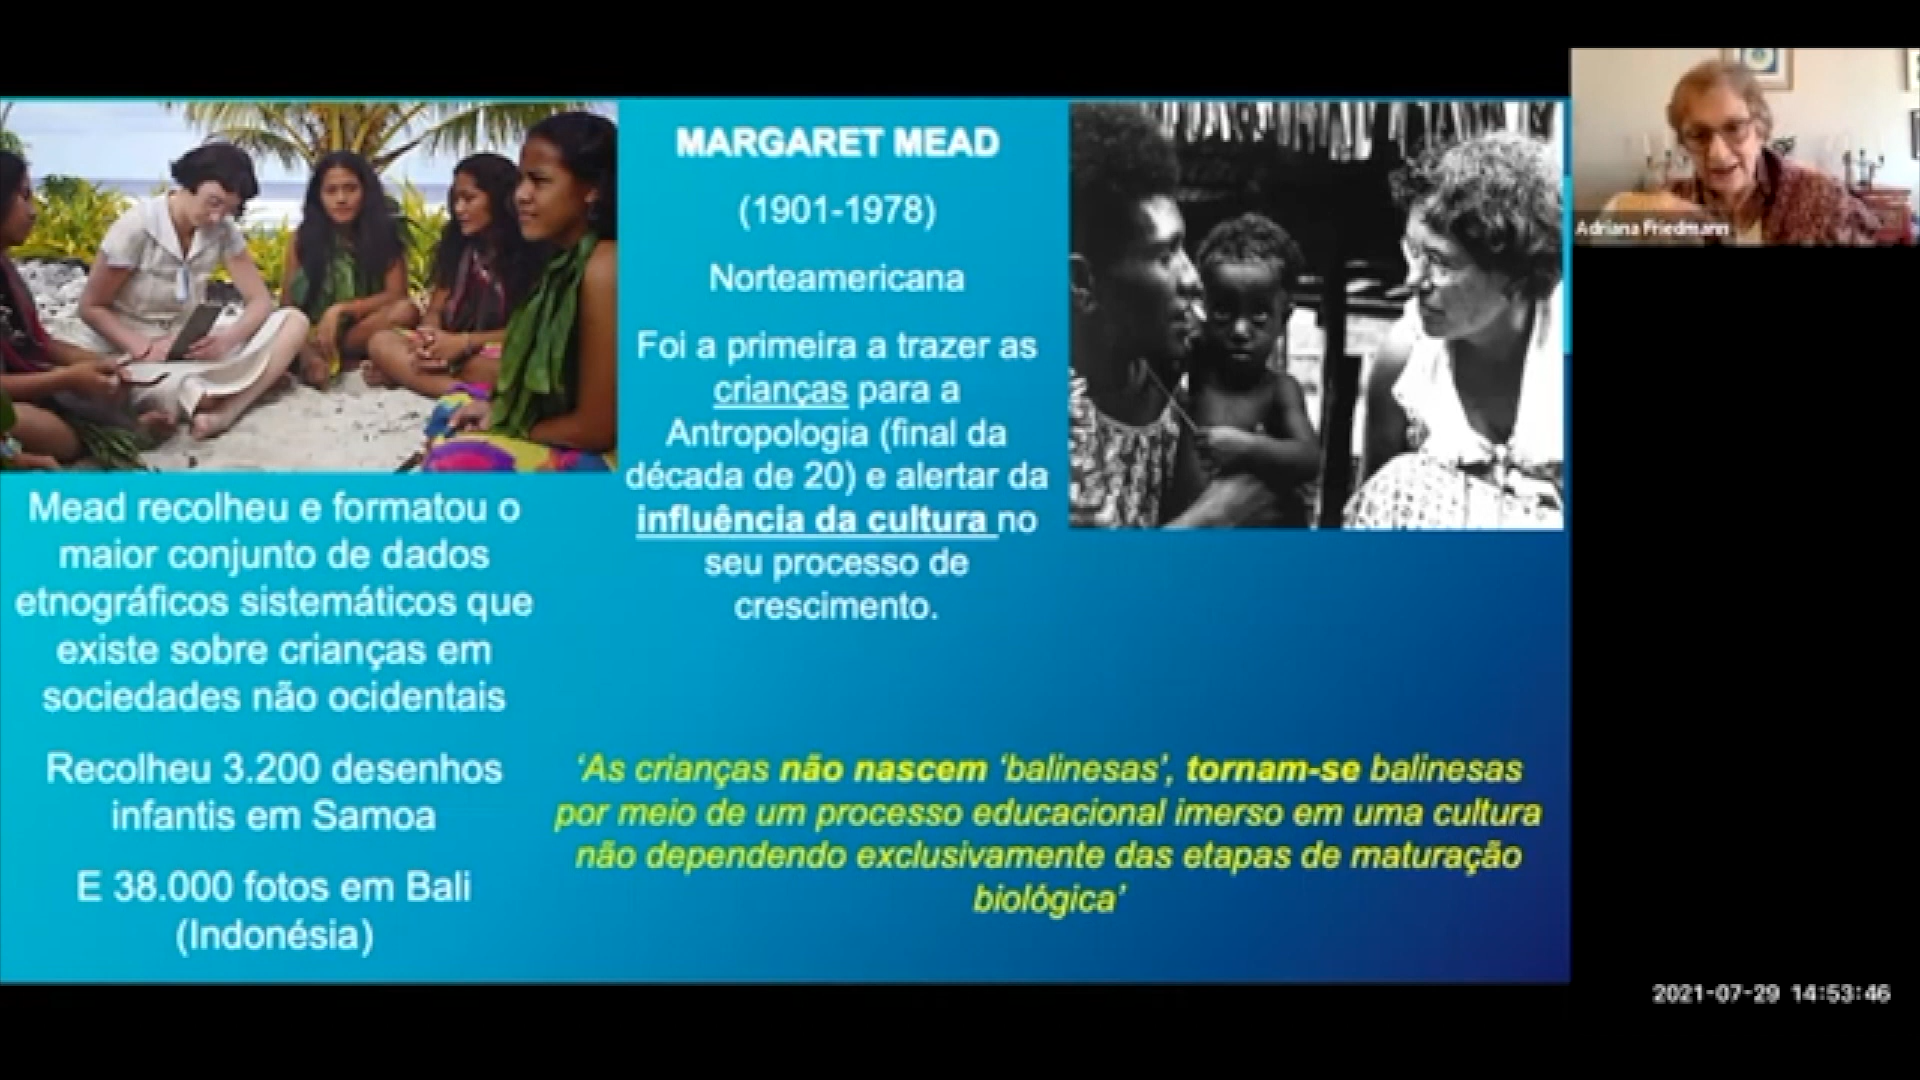 MARGARET MEAD
(1901-1978)
Norteamericana
Foi a primeira a trazer as
crianças para a
Antropologia (final da
década de 20) e alertar da
influência da cultura no
seu processo de
crescimento.
Mead recolheu e formatou o
maior conjunto de dados
etnográficos sistemáticos que
existe sobre crianças em
sociedades não ocidentais
Recolheu 3.200 desenhos
infantis em Samoa
E 38.000 fotos em Bali
(Indonésia)
‘As crianças não nascem ‘balinesas’, tornam-se balinesas
por meio de um processo educacional imerso em uma cultura
não dependendo exclusivamente das etapas de maturação
biológica’
Adriana Friedmann
2021-07-29 14:53:46